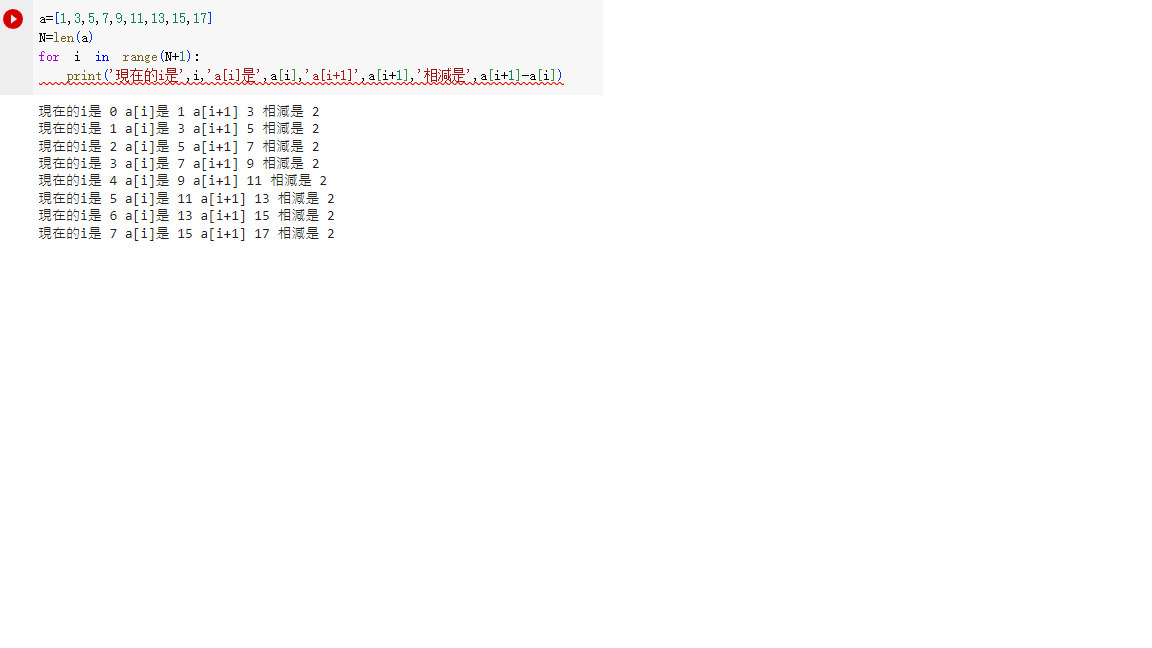 a=[1,3,5,7,9,11,13,15,17]
N=len(a)
for i in range(N+1):
print('現在的i是',i,'a[i]是',a[i],'a[i+1]',a[i+1],'相減是',a[i+1]-a[i])
現在的i是 0 a[i]是 1 a[i+1] 3 相減是 2
現在的i是 1 a[i]是 3 a[i+1] 5 相減是 2
現在的i是 2 a[i]是 5 a[i+1] 7 相減是 2
現在的i是 3 a[i]是 7 a[i+1] 9 相減是 2
現在的i是 4 a[i]是 9 a[i+1] 11 相減是 2
現在的i是 5 a[i]是 11 a[i+1] 13 相減是 2
現在的i是 6 a[i]是 13 a[i+1] 15 相減是 2
現在的i是 7 a[i]是 15 a[i+1] 17 相減是 2